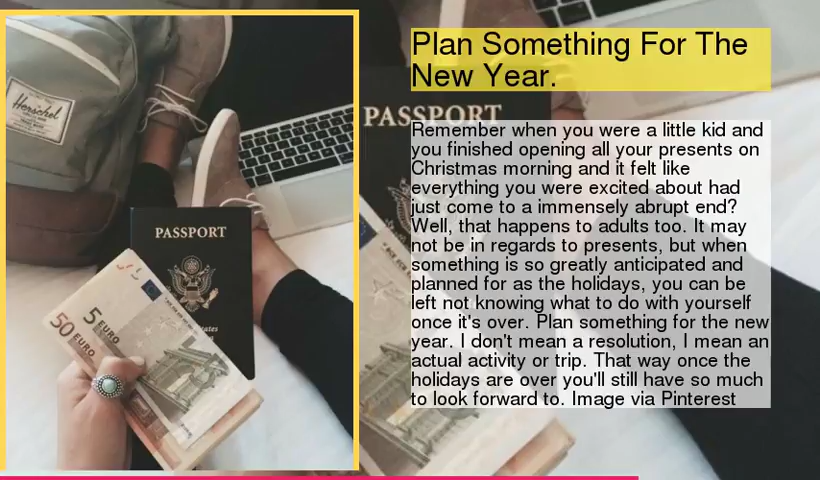 Plan Something For The
New Year.
Remember when you were a little kid and
you finished opening all your presents on
Christmas morning and it felt like
everything you were excited about had
just come to a immensely abrupt end?
Well, that happens to adults too. It may
not be in regards to presents, but when
something is so greatly anticipated and
planned for as the holidays, you can be
left not knowing what to do with yourself
once it's over. Plan something for the new
year. I don't mean a resolution, I mean an
actual activity or trip. That way once the
holidays are over you'll still have so much
to look forward to. Image via Pinterest
Herschel
PASSPORT
5 EURO
50 EURO
PASSPORT